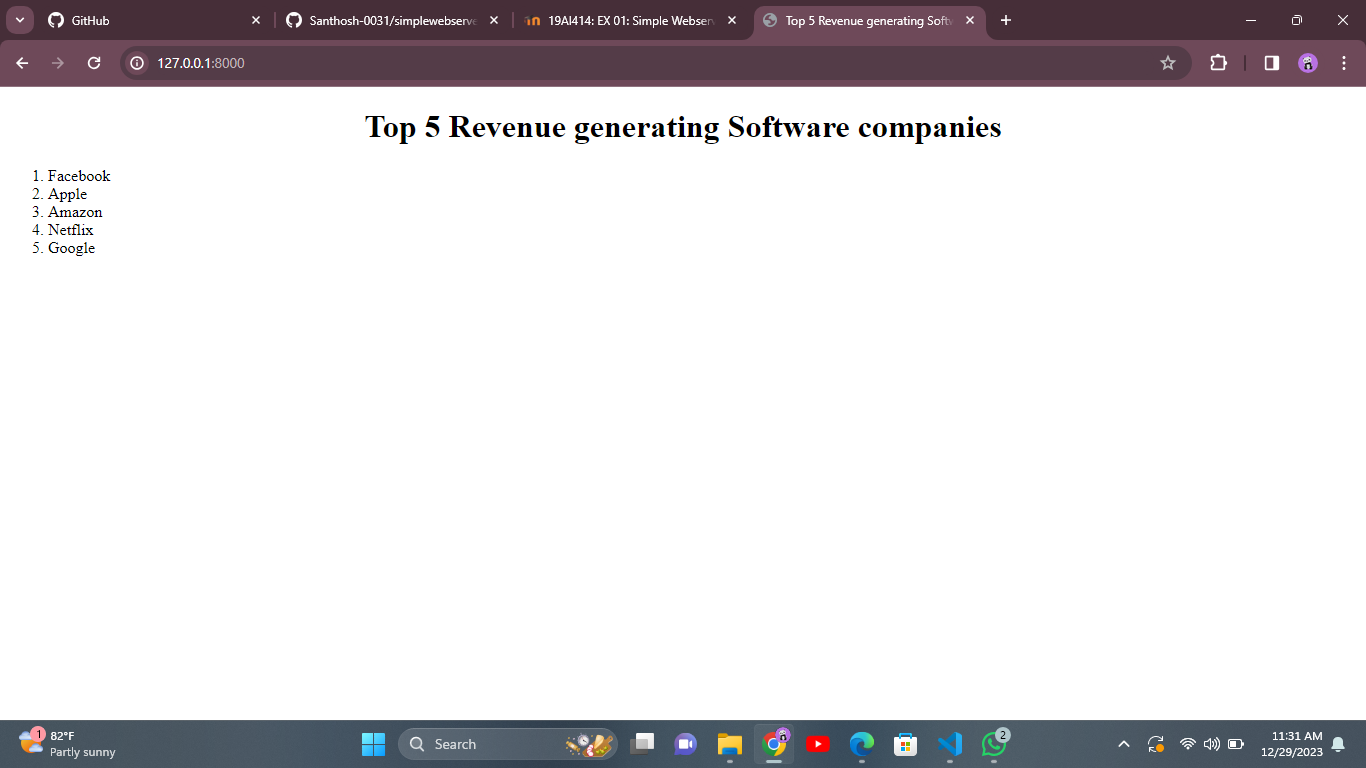 GitHub
Santhosh-0031/simplewebserve
19AI414: EX 01: Simple Webserv
Top 5 Revenue generating Softw
127.0.0.1:8000
Top 5 Revenue generating Software companies
1. Facebook
2. Apple
3. Amazon
4. Netflix
5. Google
1
82°F
Partly sunny
Search
2
11:31 AM
12/29/2023